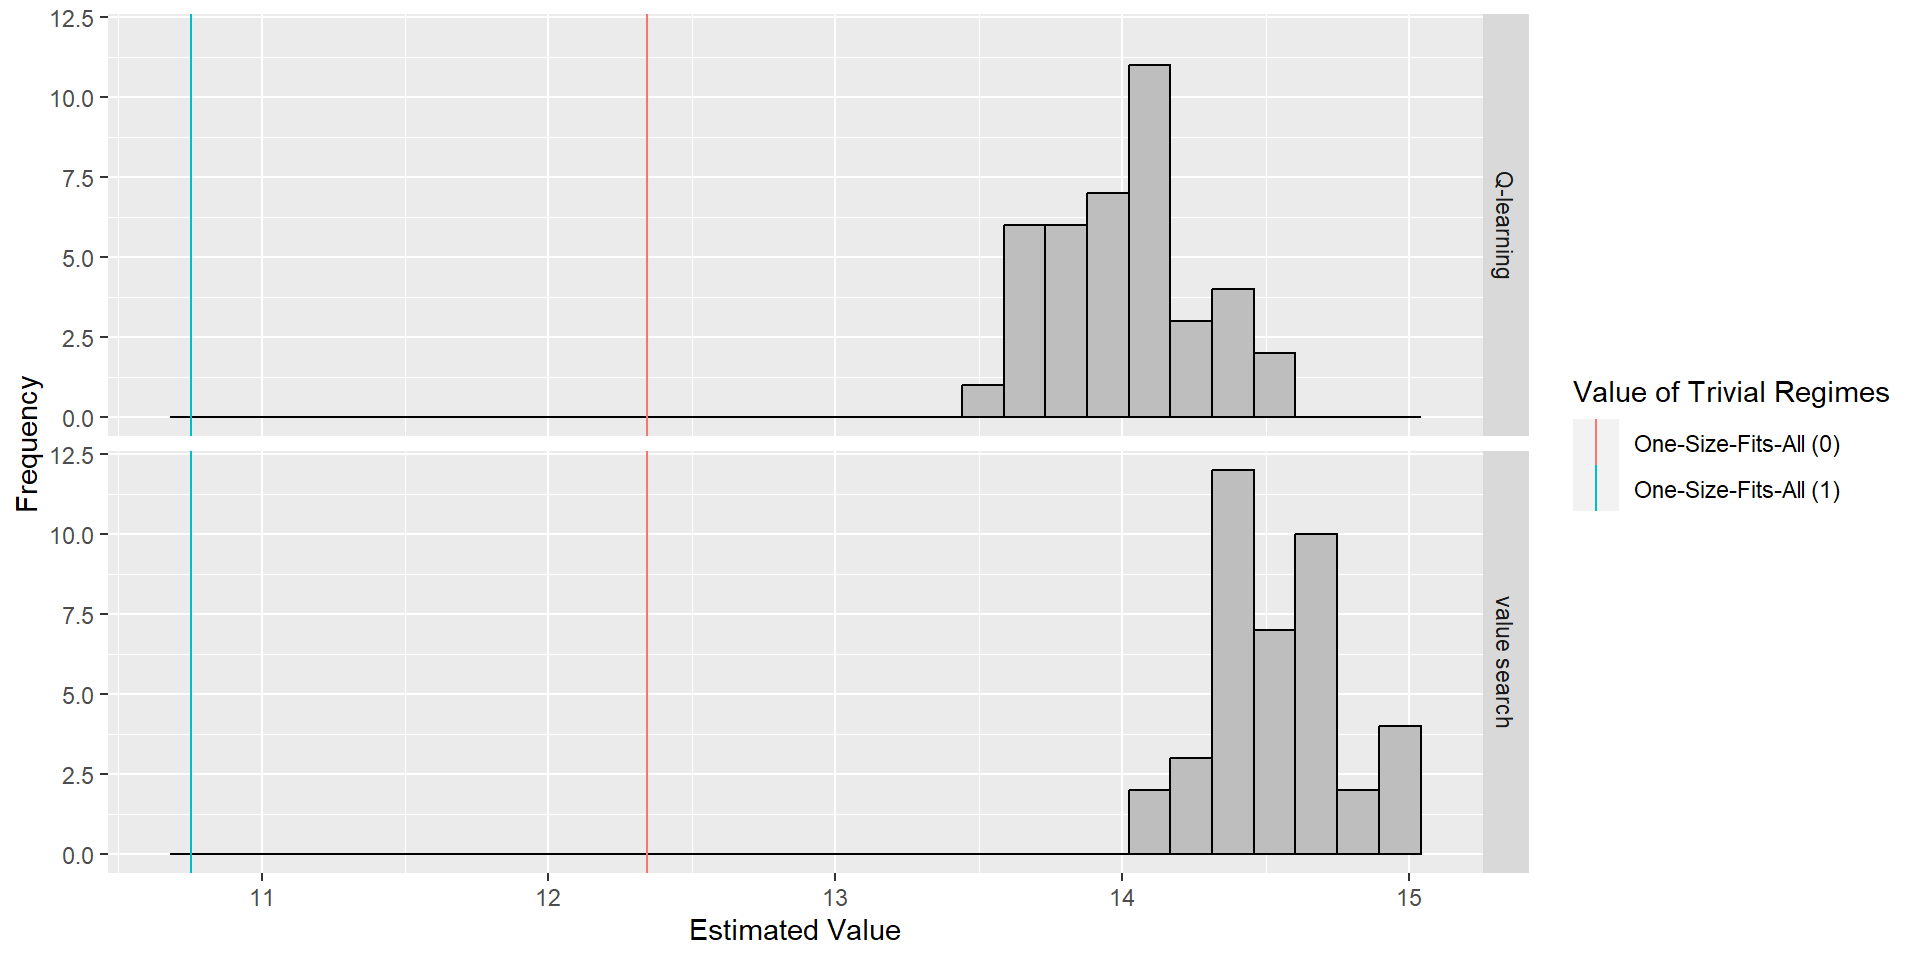 12.5
10.0
7.5
5.0
2.5
0.0
Q-learning
12.5
10.0
7.5
5.0
2.5
0.0
value search
Frequency
11 12 13 14 15
Estimated Value
Value of Trivial Regimes
One-Size-Fits-All (0)
One-Size-Fits-All (1)